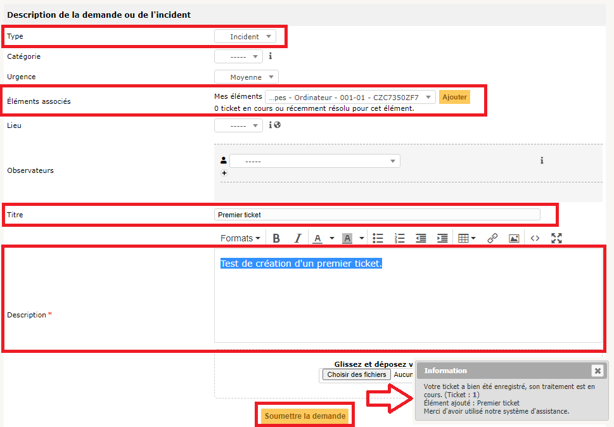 Description de la demande ou de l'incident
Type Incident
Catégorie ----- i
Urgence Moyenne
Éléments associés Mes éléments ...pes - Ordinateur - 001-01 - CZC73S0ZF7 Ajouter
0 ticket en cours ou récemment résolu pour cet élément.
Lieu ----- i
Observateurs ----- i
+
Titre Premier ticket
Formats B I A A
Test de création d'un premier ticket.
Description *
Glissez et déposez v
Choisir des fichiers Aucun
Information
Votre ticket a bien été enregistré, son traitement est en
cours. (Ticket : 1)
Élément ajouté : Premier ticket
Merci d'avoir utilisé notre système d'assistance.
Soumettre la demande